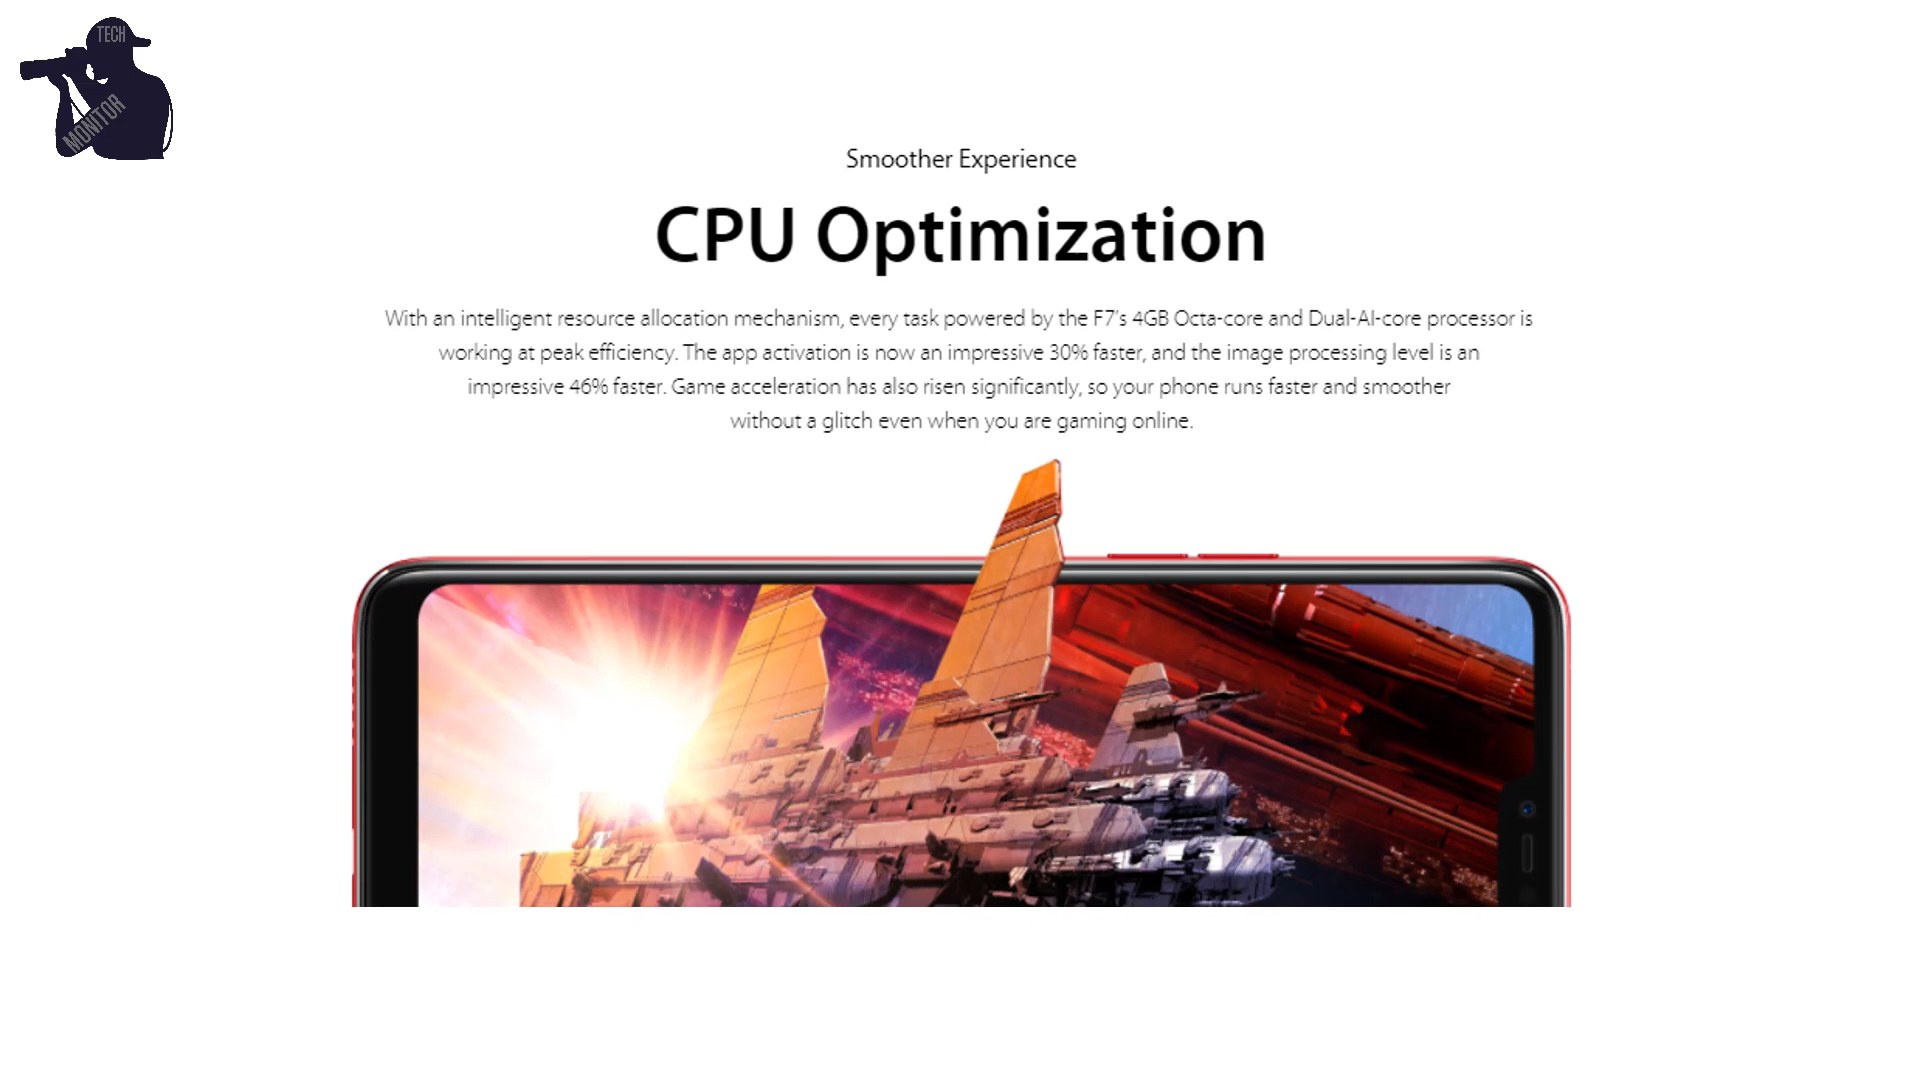 TECH
MONITOR
Smoother Experience
CPU Optimization
With an intelligent resource allocation mechanism, every task powered by the F7's 4GB Octa-core and Dual-AI-core processor is
working at peak efficiency. The app activation is now an impressive 30% faster, and the image processing level is an
impressive 46% faster. Game acceleration has also risen significantly, so your phone runs faster and smoother
without a glitch even when you are gaming online.